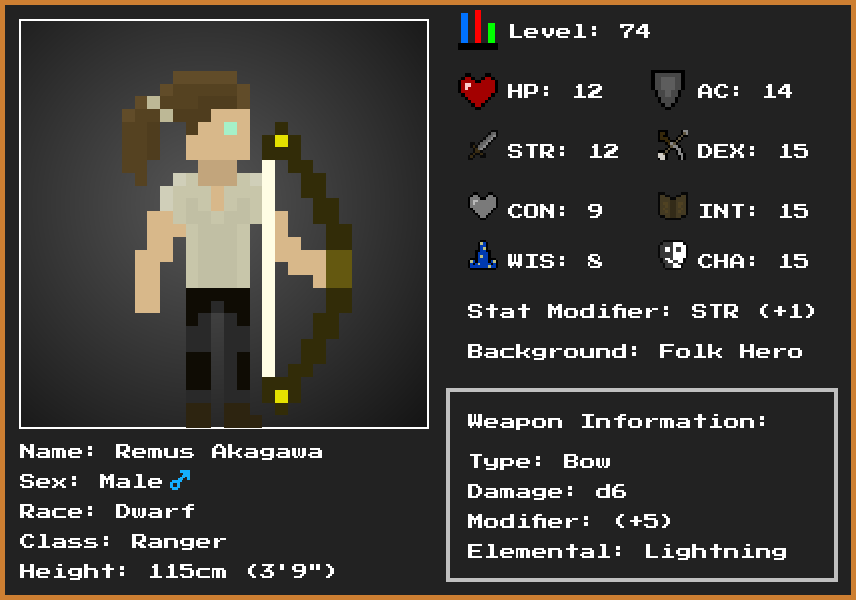 Level: 74
HP: 12 AC: 14
STR: 12 DEX: 15
CON: 9 INT: 15
WIS: 8 CHA: 15
Stat Modifier: STR (+1)
Background: Folk Hero
Weapon Information:
Type: Bow
Damage: d6
Modifier: (+5)
Elemental: Lightning
Name: Remus Akagawa
Sex: Male ♂
Race: Dwarf
Class: Ranger
Height: 115cm (3'9")